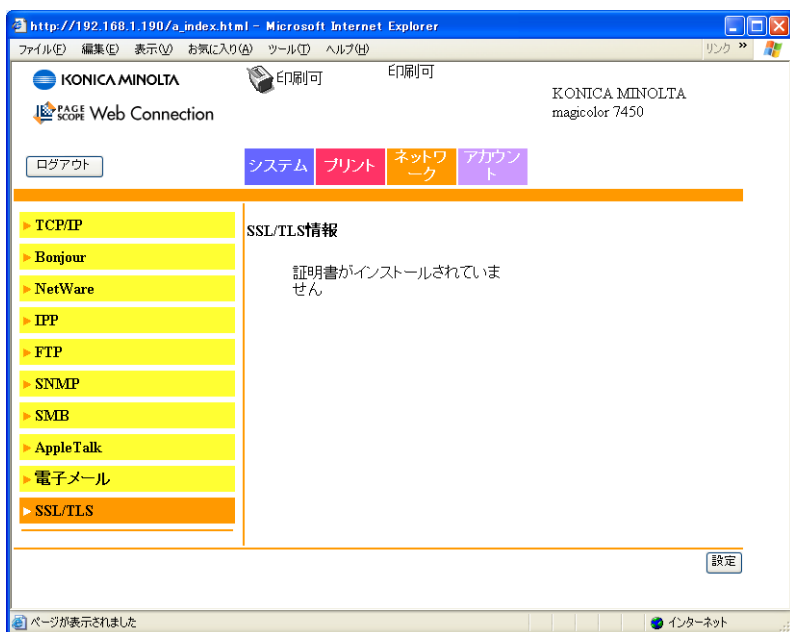 http://192.168.1.190/a_index.html - Microsoft Internet Explorer
ファイル(F) 編集(E) 表示(V) お気に入り(A) ツール(T) ヘルプ(H) リンク »
KONICA MINOLTA
印刷可
印刷可
KONICA MINOLTA
magicolor 7450
PAGE SCOPE Web Connection
ログアウト
システム
プリント
ネットワ
ーク
アカウン
ト
TCP/IP
Bonjour
NetWare
IPP
FTP
SNMP
SMB
AppleTalk
電子メール
SSL/TLS
SSL/TLS情報
証明書がインストールされていま
せん
設定
ページが表示されました
インターネット